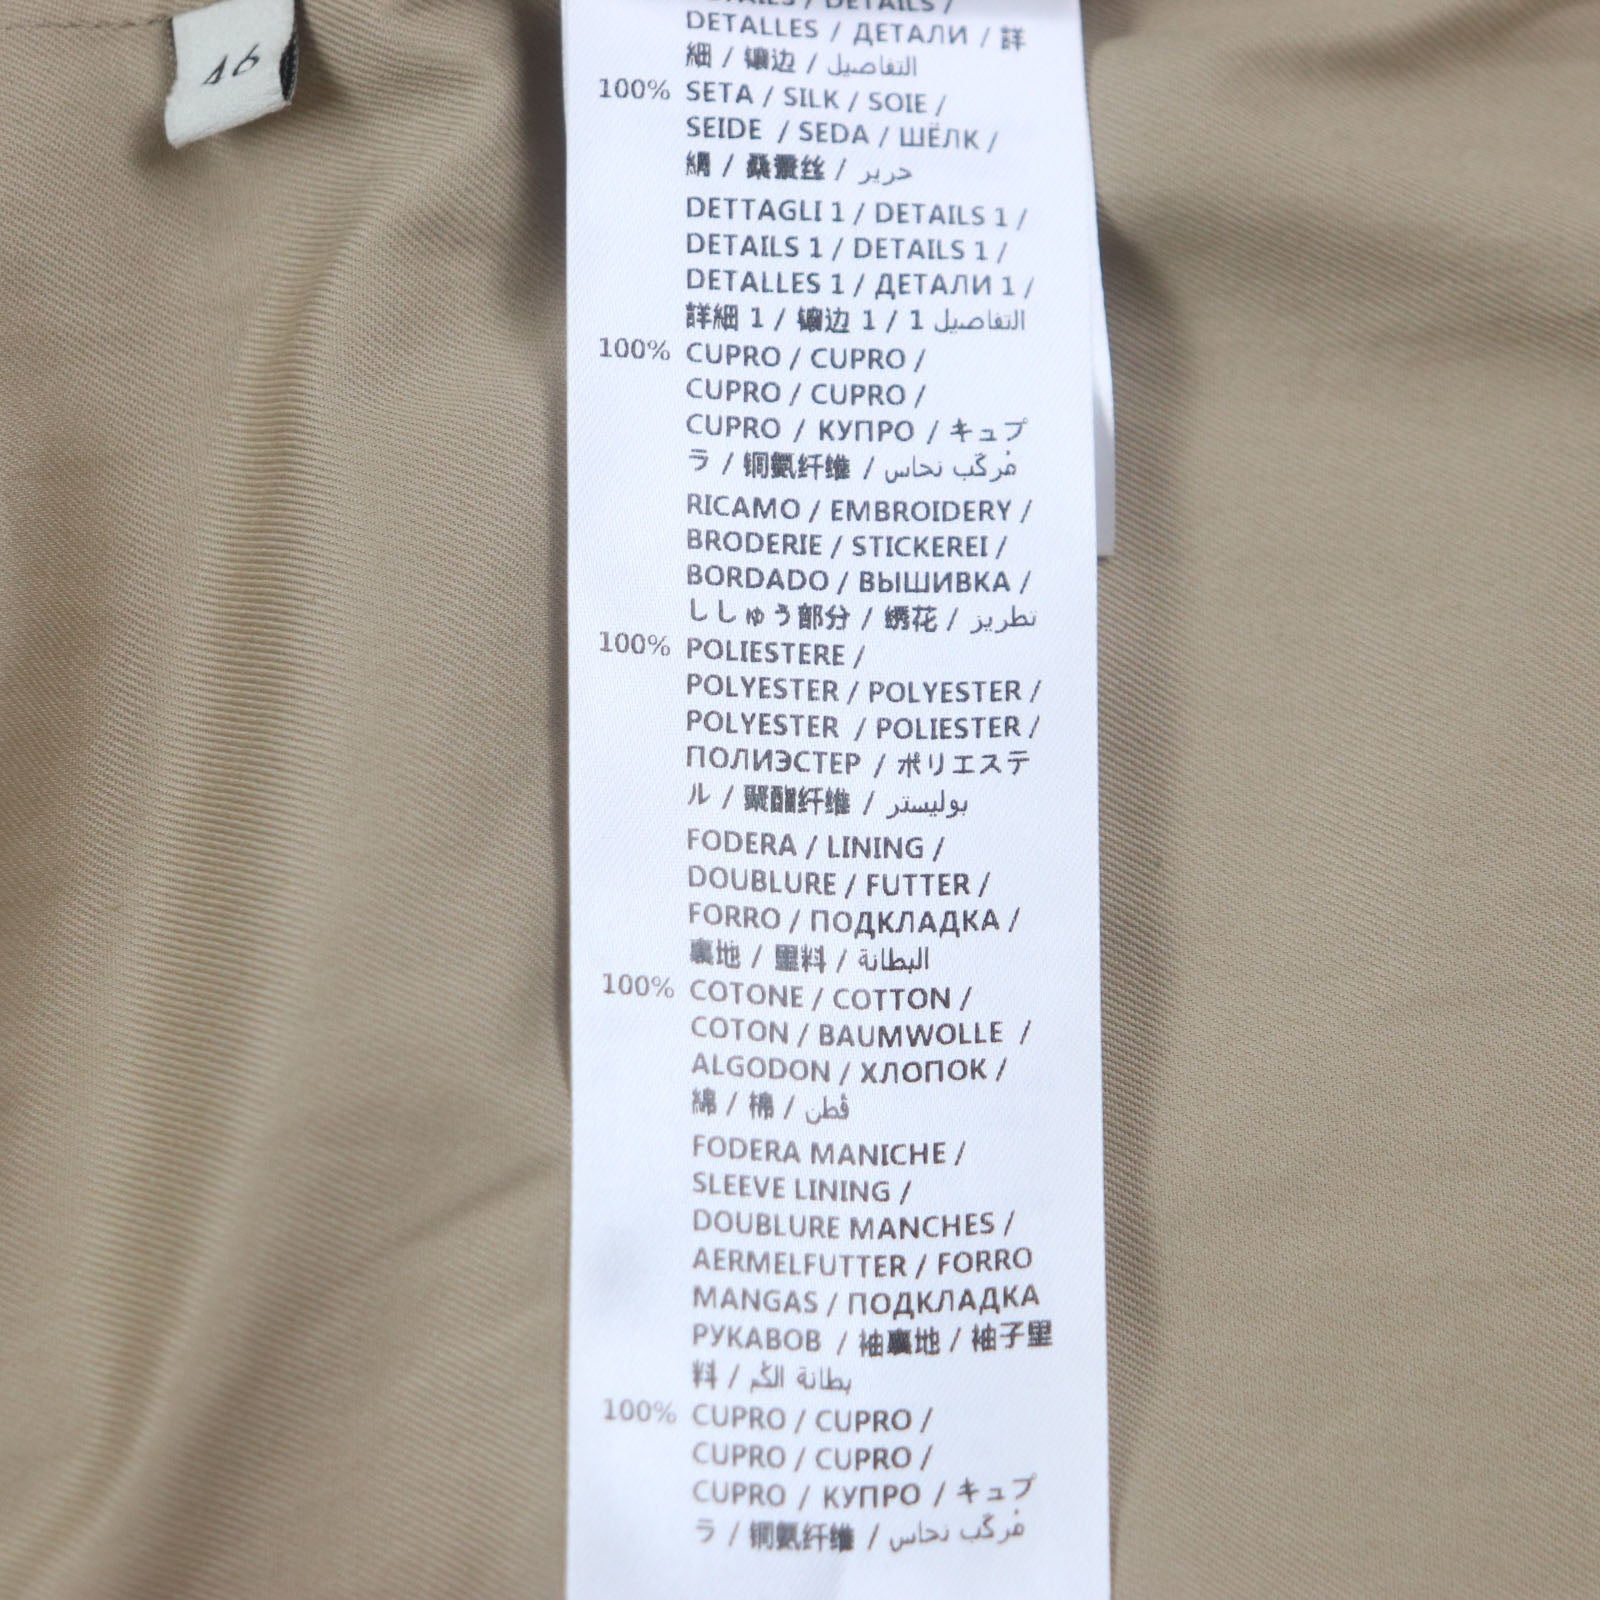 46
DETALLES / ДЕТАЛИ / 詳
細 / 镶边 / التفاصيل
100% SETA / SILK / SOIE /
SEIDE / SEDA / ШЁЛК /
絹 / 桑蚕丝 / حرير
DETTAGLI 1 / DETAILS 1 /
DETAILS 1 / DETAILS 1 /
DETALLES 1 / ДЕТАЛИ 1 /
詳細 1 / 镶边 1 / التفاصيل 1
100% CUPRO / CUPRO /
CUPRO / CUPRO /
CUPRO / КУПРО / キュプ
ラ / 铜氨纤维 / مُركّب نحاس
RICAMO / EMBROIDERY /
BRODERIE / STICKEREI /
BORDADO / ВЫШИВКА /
ししゅう部分 / 绣花 / تطريز
100% POLIESTERE /
POLYESTER / POLYESTER /
POLYESTER / POLIESTER /
ПОЛИЭСТЕР / ポリエステ
ル / 聚酯纤维 / بوليستر
FODERA / LINING /
DOUBLURE / FUTTER /
FORRO / ПОДКЛАДКА /
裏地 / 里料 / البطانة
100% COTONE / COTTON /
COTON / BAUMWOLLE /
ALGODON / ХЛОПОК /
綿 / 棉 / قُطن
FODERA MANICHE /
SLEEVE LINING /
DOUBLURE MANCHES /
AERMELFUTTER / FORRO
MANGAS / ПОДКЛАДКА
РУКАВОВ / 袖裏地 / 袖子里
料 / بطانة الكُم
100% CUPRO / CUPRO /
CUPRO / CUPRO /
CUPRO / КУПРО / キュプ
ラ / 铜氨纤维 / مُركّب نحاس